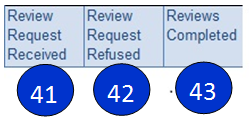 Review Request Received
Review Request Refused
Reviews Completed
41 42 43